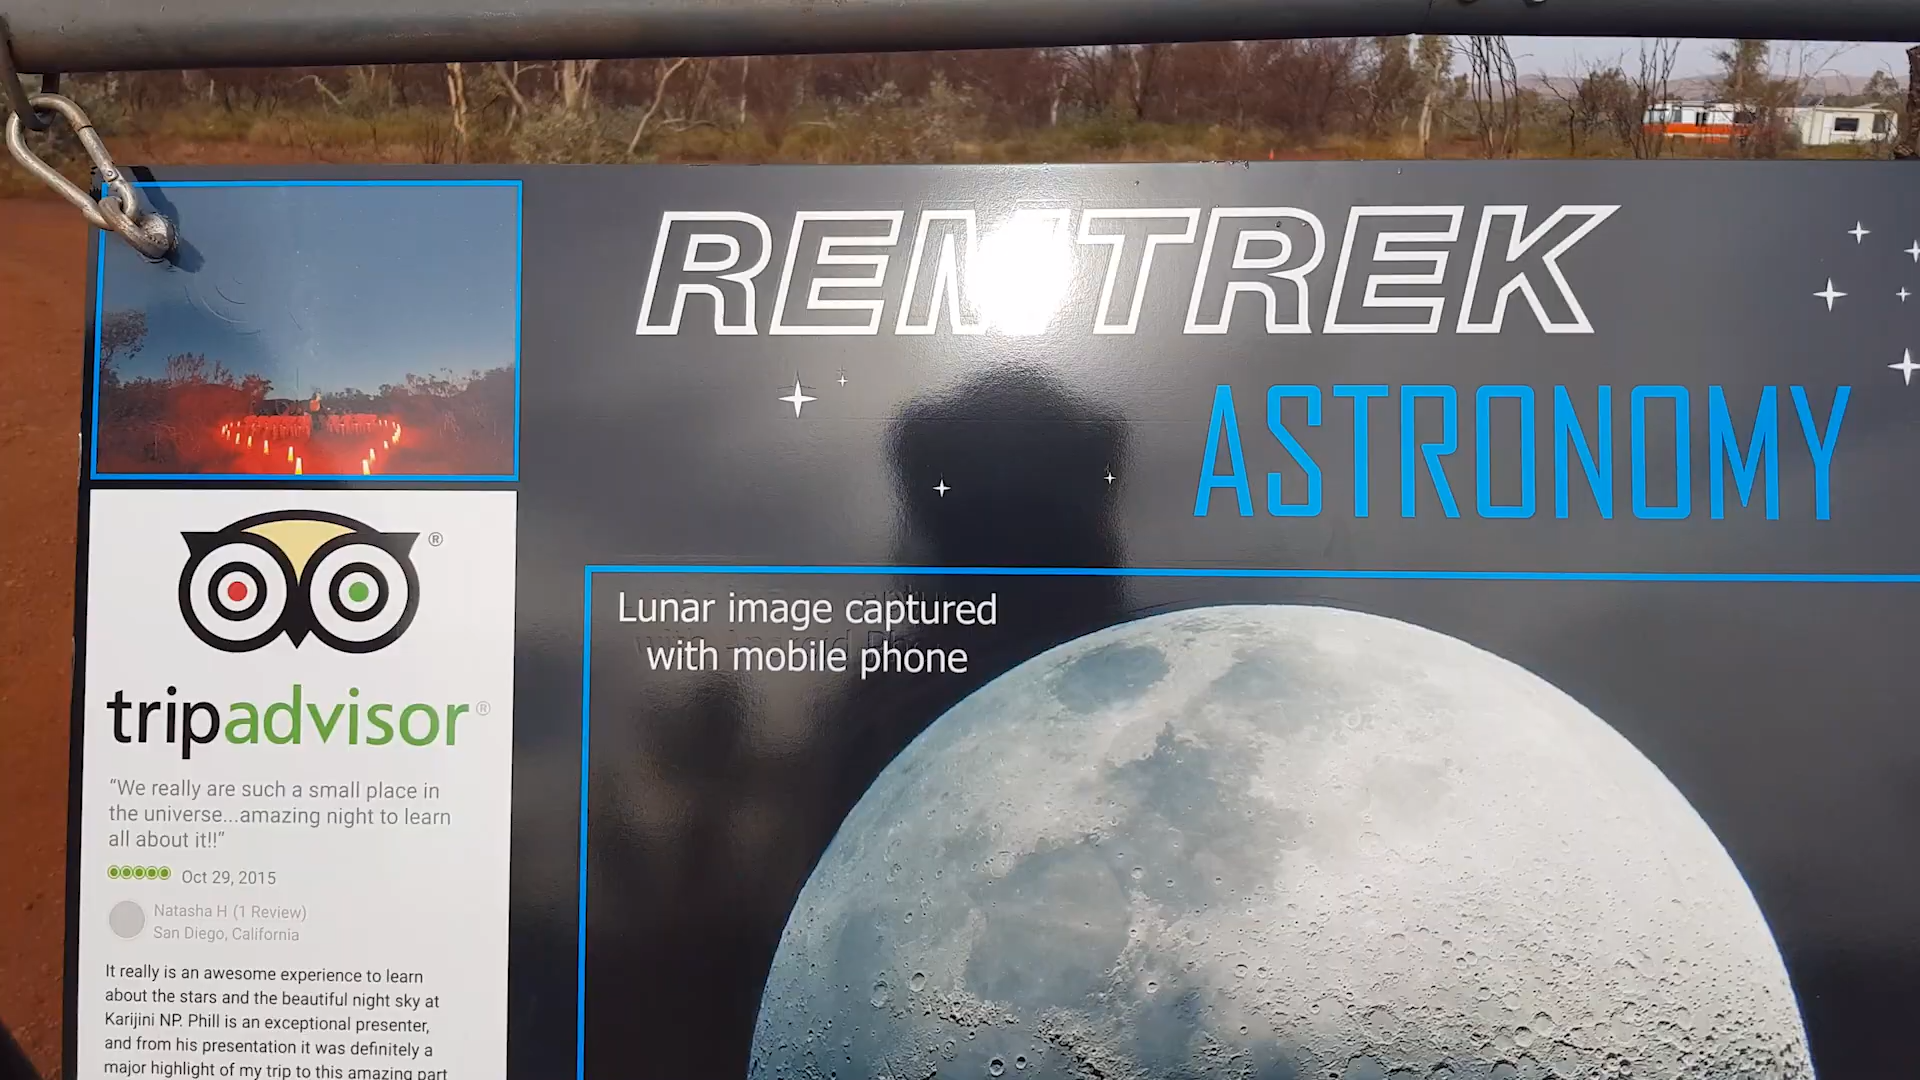 REMTREK
ASTRONOMY
Lunar image captured
with mobile phone
®
tripadvisor®
“We really are such a small place in
the universe...amazing night to learn
all about it!!”
Oct 29, 2015
Natasha H (1 Review)
San Diego, California
It really is an awesome experience to learn
about the stars and the beautiful night sky at
Karijini NP. Phill is an exceptional presenter,
and from his presentation it was definitely a
major highlight of my trip to this amazing part